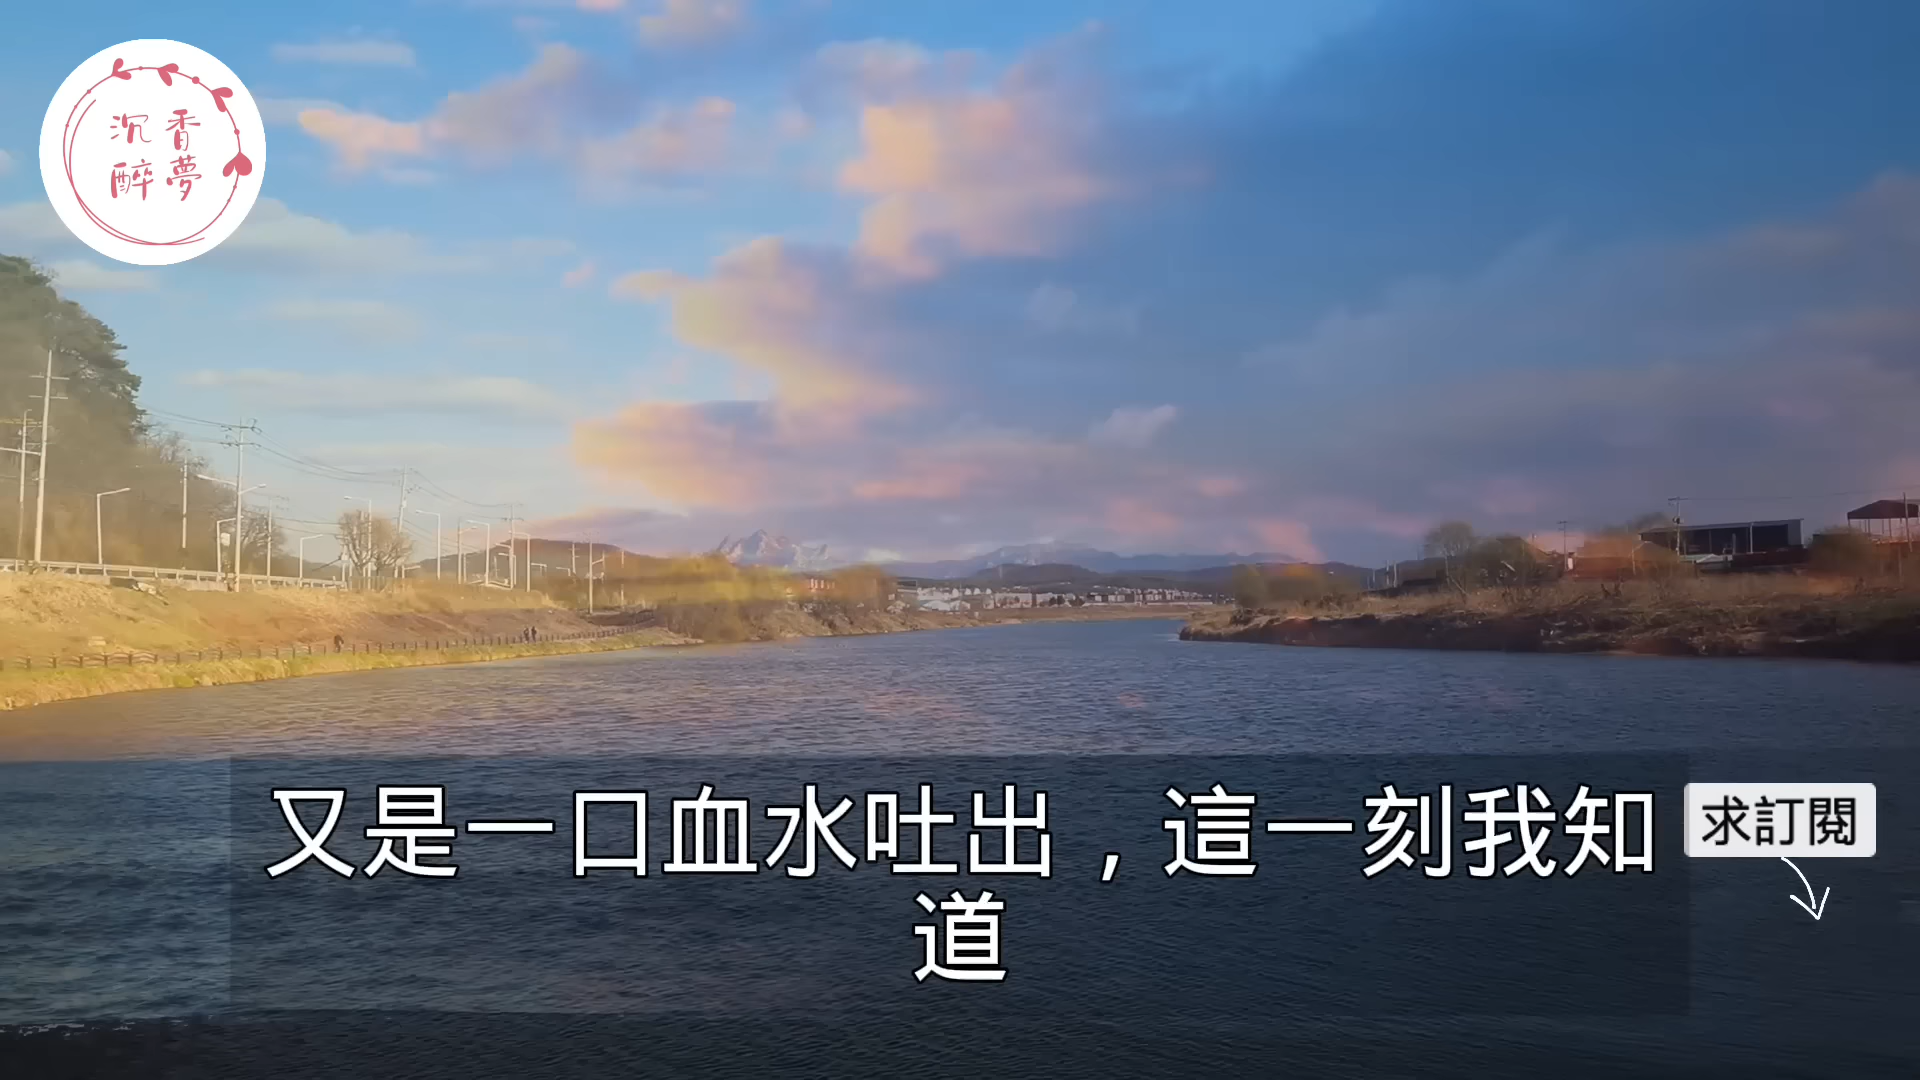 沉香
醉夢
又是一口血水吐出，這一刻我知
道
求訂閱